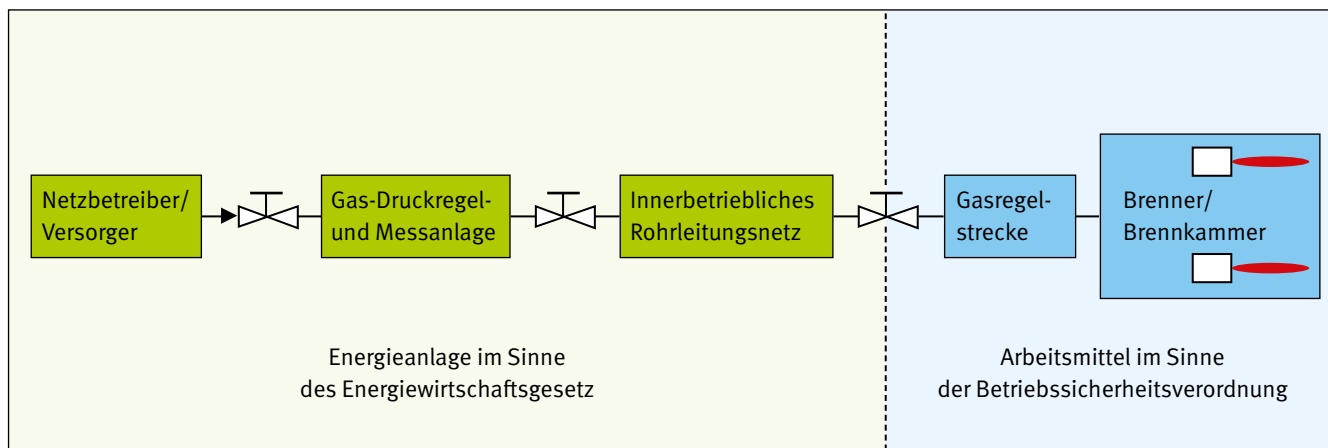 Netzbetreiber/
Versorger
Gas-Druckregel-
und Messanlage
Innerbetriebliches
Rohrleitungsnetz
Gasregel-
strecke
Brenner/
Brennkammer
Energieanlage im Sinne
des Energiewirtschaftsgesetz
Arbeitsmittel im Sinne
der Betriebssicherheitsverordnung